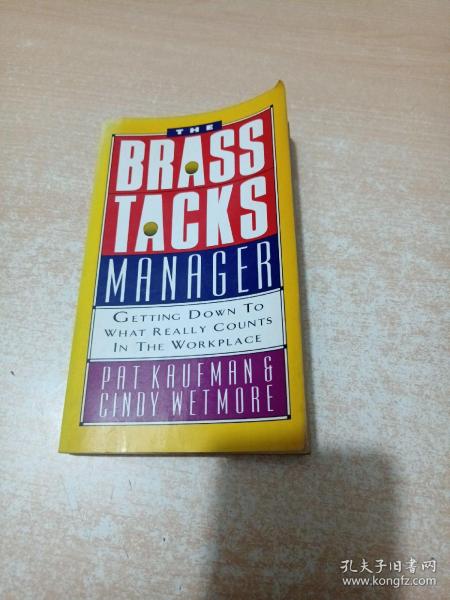 THE
BRASS
TACKS
MANAGER
GETTING DOWN TO
WHAT REALLY COUNTS
IN THE WORKPLACE
PAT KAUFMAN &
CINDY WETMORE
孔夫子旧书网
www.kongfz.com